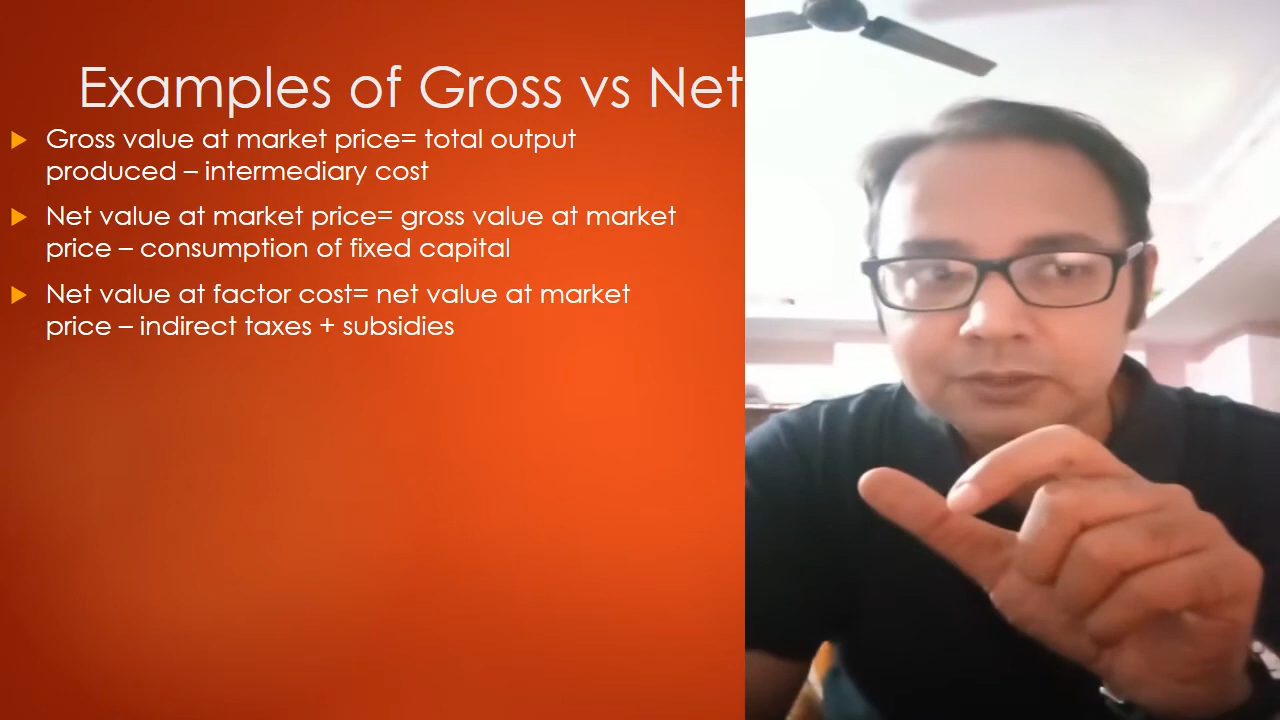 Examples of Gross vs Net
Gross value at market price= total output
produced – intermediary cost
Net value at market price= gross value at market
price – consumption of fixed capital
Net value at factor cost= net value at market
price – indirect taxes + subsidies